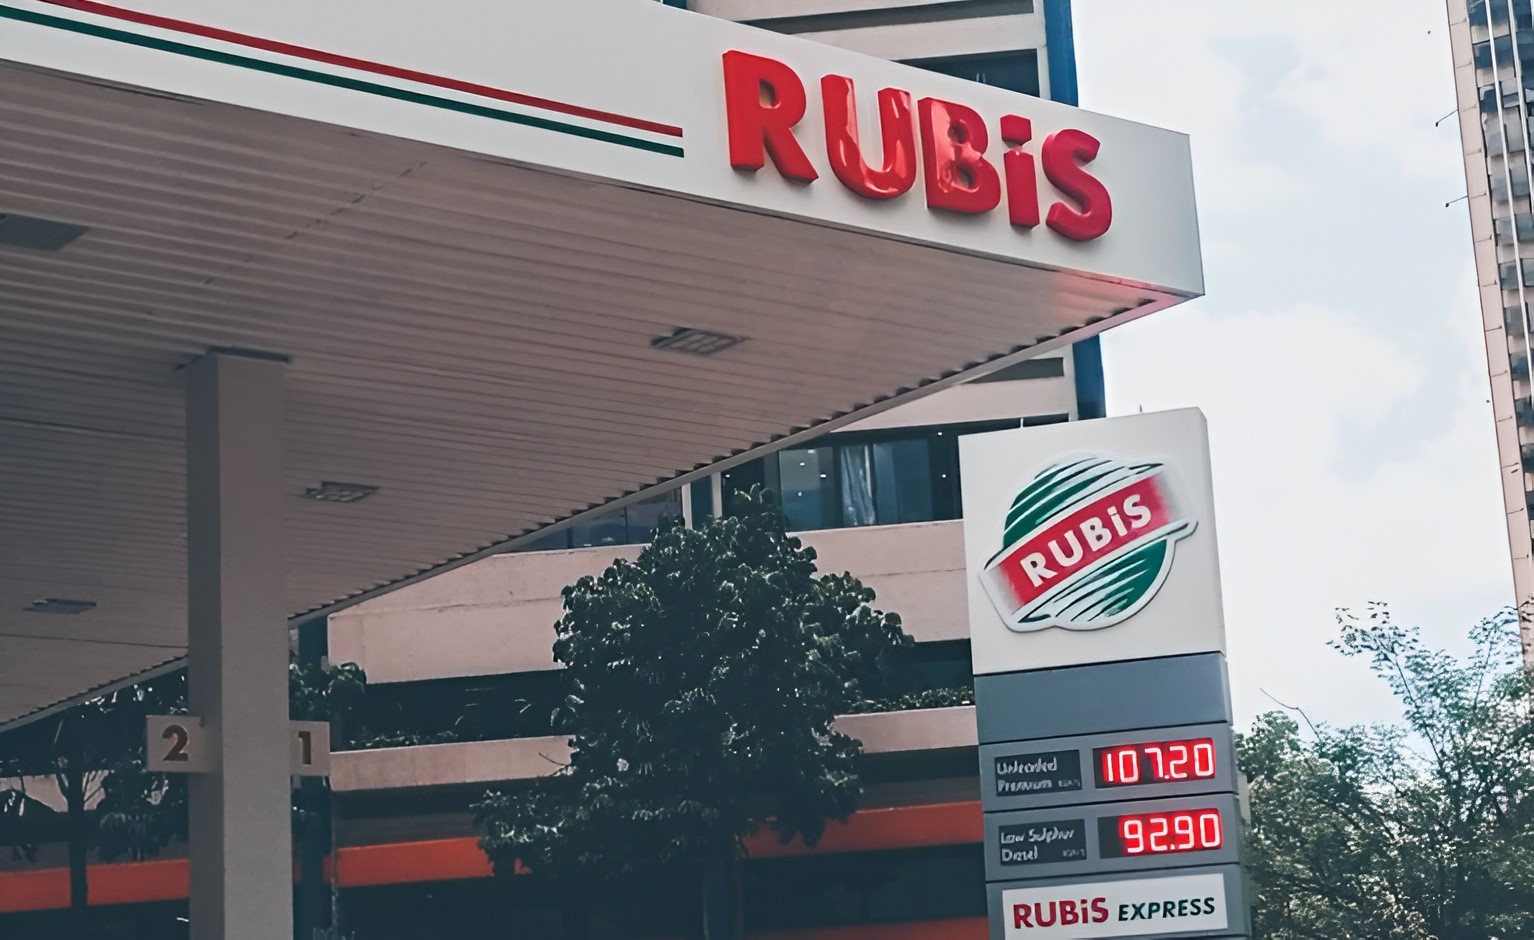 RUBiS
RUBiS
2
1
Unleaded
Premium
107.20
Low Sulphur
Diesel
92.90
RUBiS EXPRESS